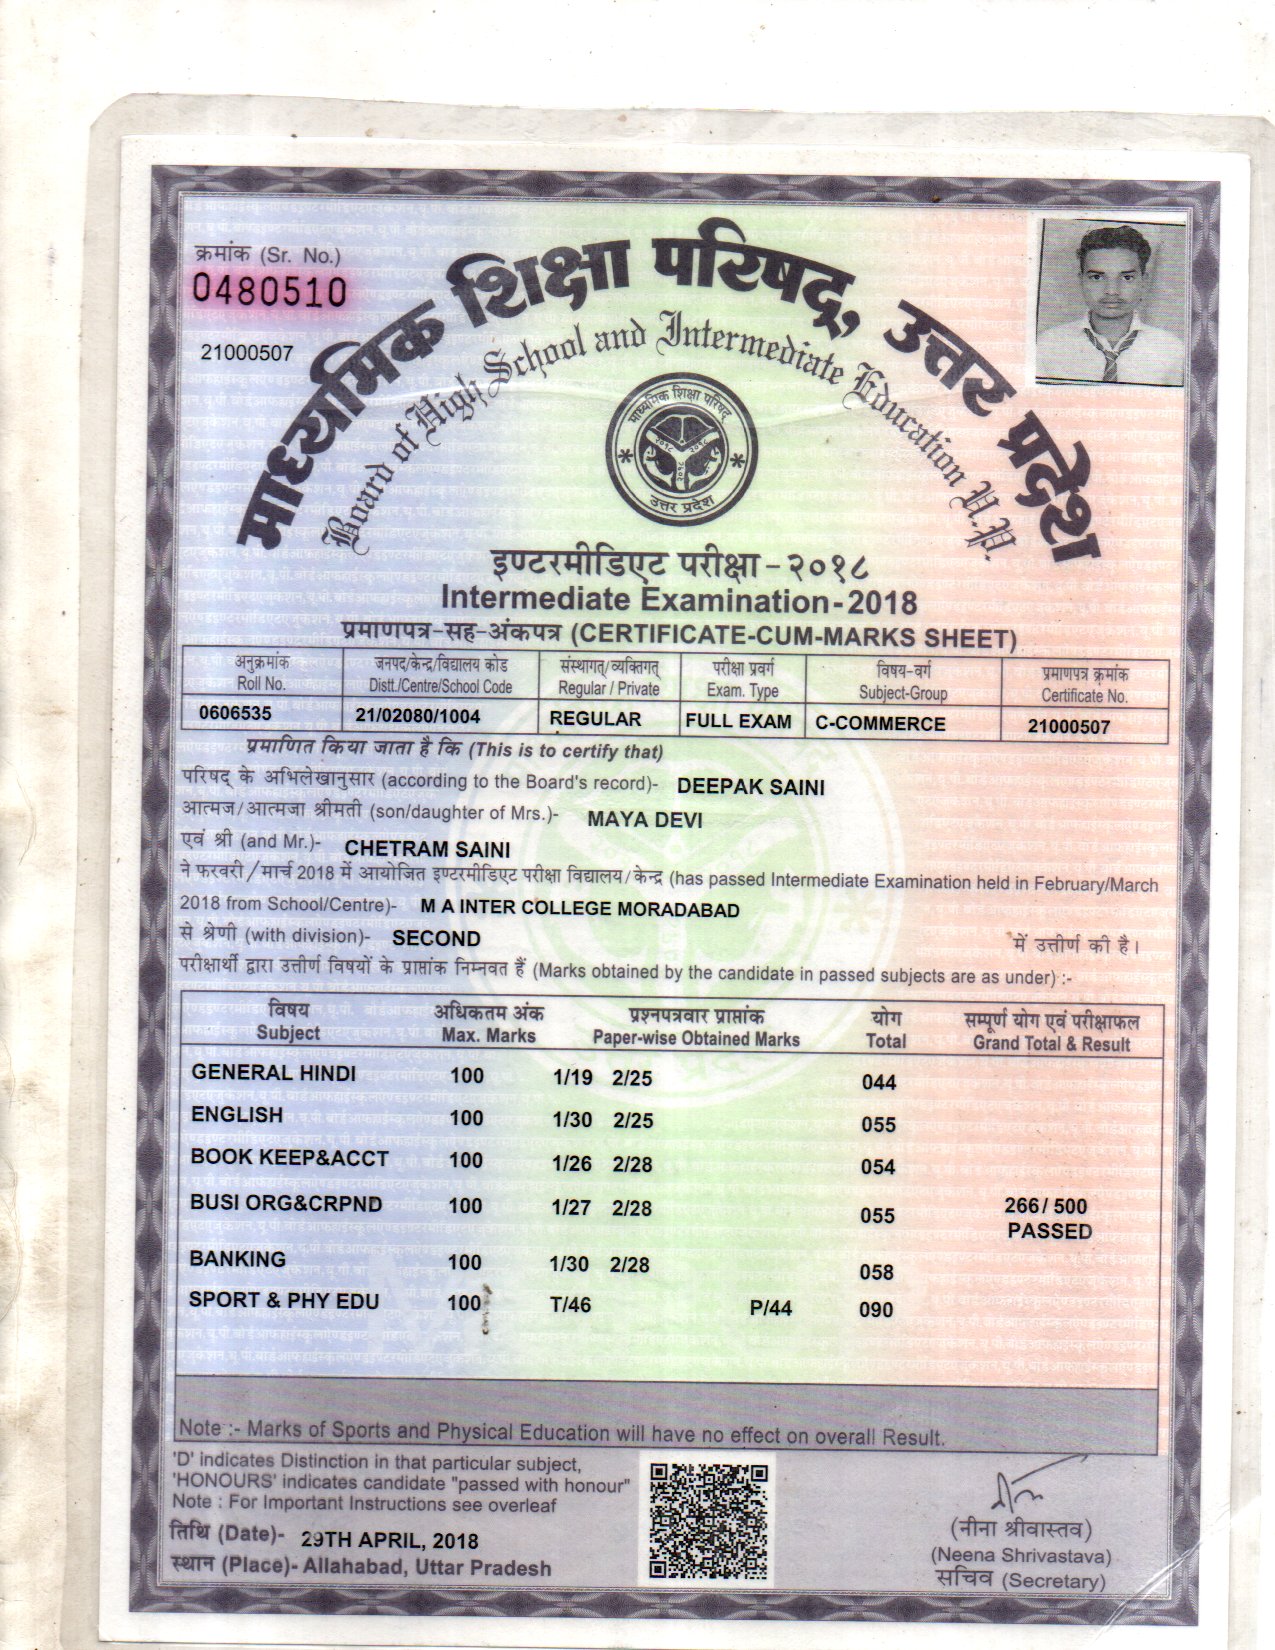 क्रमांक (Sr. No.)
0480510
21000507
माध्यमिक शिक्षा परिषद्, उत्तर प्रदेश
Board of High School and Intermediate Education U.P.
माध्यमिक शिक्षा परिषद्
२०१८ २०१८
२०१८
उत्तर प्रदेश
इण्टरमीडिएट परीक्षा - २०१८
Intermediate Examination - 2018
प्रमाणपत्र-सह-अंकपत्र (CERTIFICATE-CUM-MARKS SHEET)
अनुक्रमांक जनपद/केन्द्र/विद्यालय कोड संस्थागत्/व्यक्तिगत् परीक्षा प्रवर्ग विषय-वर्ग प्रमाणपत्र क्रमांक
Roll No. Distt./Centre/School Code Regular / Private Exam. Type Subject-Group Certificate No.
0606535 21/02080/1004 REGULAR FULL EXAM C-COMMERCE 21000507
प्रमाणित किया जाता है कि (This is to certify that)
परिषद् के अभिलेखानुसार (according to the Board's record)- DEEPAK SAINI
आत्मज/आत्मजा श्रीमती (son/daughter of Mrs.)- MAYA DEVI
एवं श्री (and Mr.)- CHETRAM SAINI
ने फरवरी/मार्च 2018 में आयोजित इण्टरमीडिएट परीक्षा विद्यालय/केन्द्र (has passed Intermediate Examination held in February/March
2018 from School/Centre)- M A INTER COLLEGE MORADABAD
से श्रेणी (with division)- SECOND में उत्तीर्ण की है।
परीक्षार्थी द्वारा उत्तीर्ण विषयों के प्राप्तांक निम्नवत हैं (Marks obtained by the candidate in passed subjects are as under) :-
विषय अधिकतम अंक प्रश्नपत्रवार प्राप्तांक योग सम्पूर्ण योग एवं परीक्षाफल
Subject Max. Marks Paper-wise Obtained Marks Total Grand Total & Result
GENERAL HINDI 100 1/19 2/25 044
ENGLISH 100 1/30 2/25 055
BOOK KEEP&ACCT 100 1/26 2/28 054
BUSI ORG&CRPND 100 1/27 2/28 055 266/ 500
PASSED
BANKING 100 1/30 2/28 058
SPORT & PHY EDU 100 T/46 P/44 090
Note :- Marks of Sports and Physical Education will have no effect on overall Result.
'D' indicates Distinction in that particular subject,
'HONOURS' indicates candidate "passed with honour"
Note : For Important Instructions see overleaf
तिथि (Date)- 29TH APRIL, 2018
स्थान (Place)- Allahabad, Uttar Pradesh
(नीना श्रीवास्तव)
(Neena Shrivastava)
सचिव (Secretary)